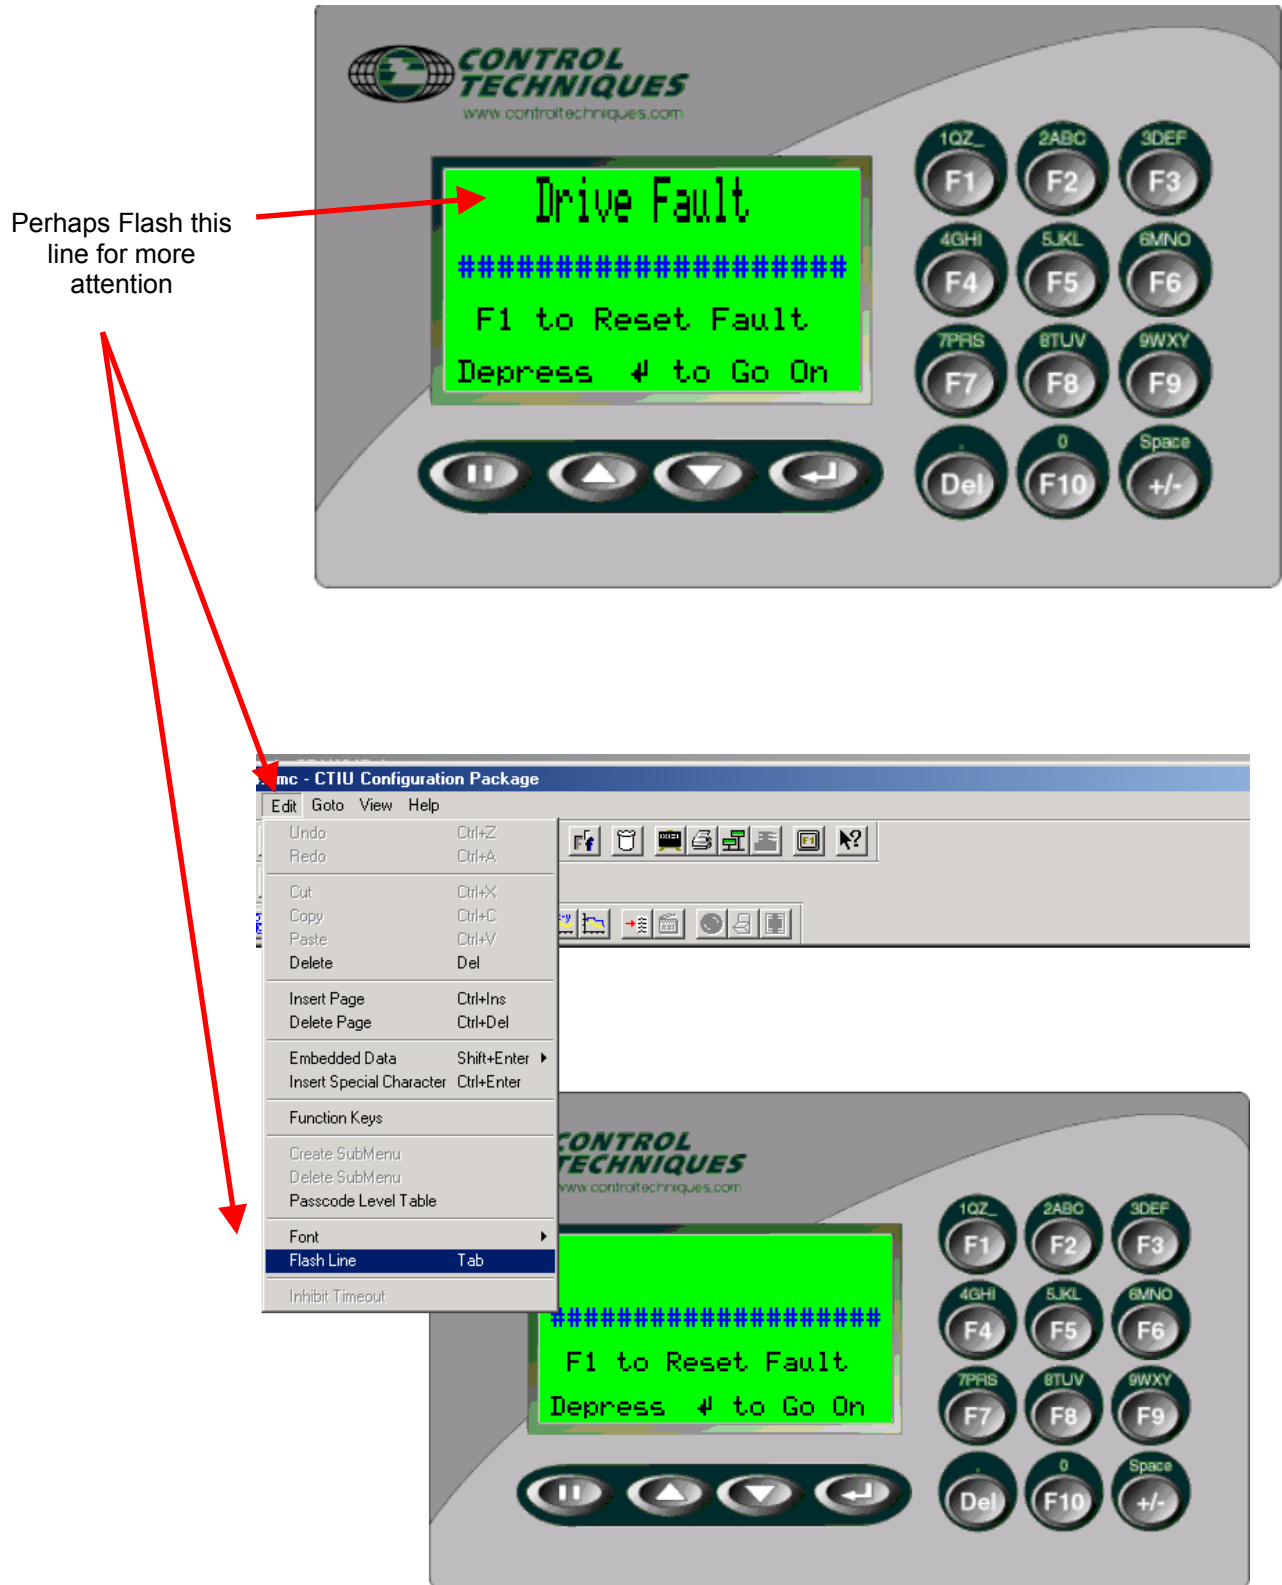 CONTROL
TECHNIQUES
www.controltechniques.com
Perhaps Flash this
line for more
attention
Drive Fault
####################
F1 to Reset Fault
Depress ↲ to Go On
1QZ_ 2ABC 3DEF
F1 F2 F3
4GHI 5JKL 6MNO
F4 F5 F6
7PRS 8TUV 9WXY
F7 F8 F9
. 0 Space
Del F10 +/-
mc - CTIU Configuration Package
Edit Goto View Help
Undo Ctrl+Z
Redo Ctrl+A
Cut Ctrl+X
Copy Ctrl+C
Paste Ctrl+V
Delete Del
Insert Page Ctrl+Ins
Delete Page Ctrl+Del
Embedded Data Shift+Enter
Insert Special Character Ctrl+Enter
Function Keys
Create SubMenu
Delete SubMenu
Passcode Level Table
Font
Flash Line Tab
Inhibit Timeout
CONTROL
TECHNIQUES
www.controltechniques.com
####################
F1 to Reset Fault
Depress ↲ to Go On
1QZ_ 2ABC 3DEF
F1 F2 F3
4GHI 5JKL 6MNO
F4 F5 F6
7PRS 8TUV 9WXY
F7 F8 F9
. 0 Space
Del F10 +/-